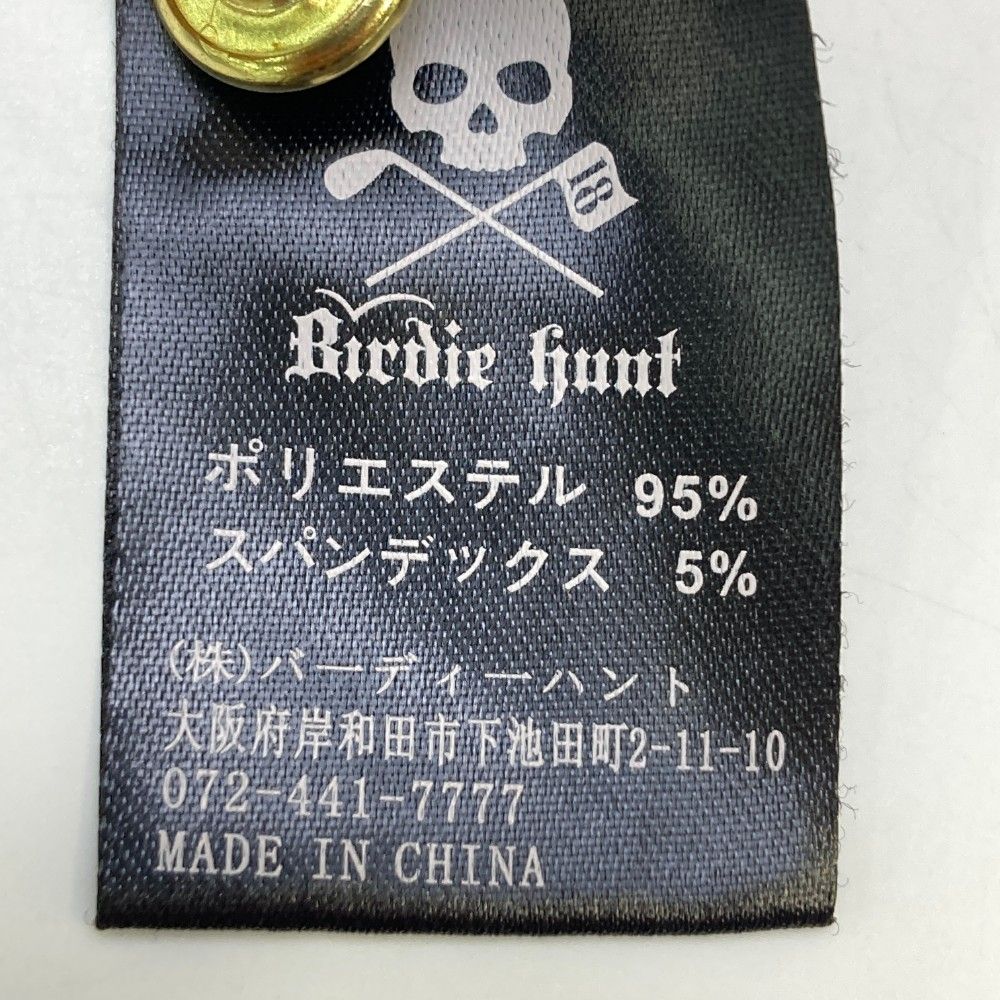 18
Birdie hunt
ポリエステル 95%
スパンデックス 5%
(株)バーディーハント
大阪府岸和田市下池田町2-11-10
072-441-7777
MADE IN CHINA